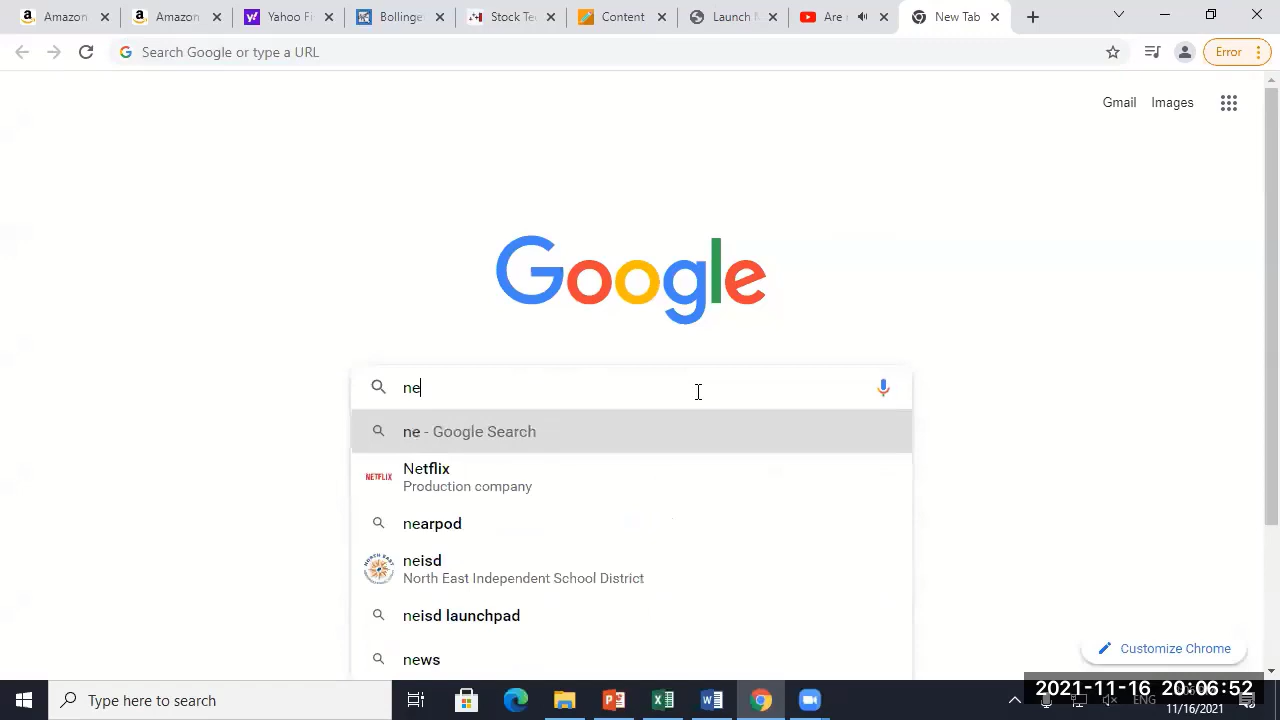 Amazon
Amazon
Yahoo F
Bollinge
Stock Te
Content
Launch M
Are
New Tab
Search Google or type a URL
Error
Gmail
Images
Google
ne
ne - Google Search
NETFLIX
Netflix
Production company
nearpod
neisd
North East Independent School District
neisd launchpad
news
Customize Chrome
Type here to search
2021-11-16 20:06:52
ENG
11/16/2021